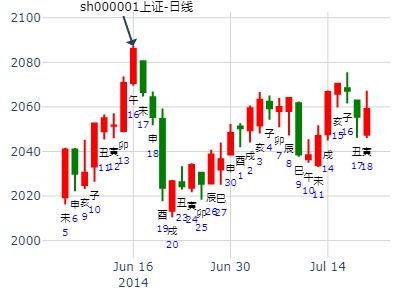 sh000001上证-日线
2100
2080
2060
2040
2020
2000
未
5
申
6
亥
9
子
10
丑
11
寅
12
卯
13
午
16
未
17
申
18
酉
19
戌
20
丑
23
寅
24
卯
25
辰
26
巳
27
申
30
酉
1
戌
2
亥
3
子
4
卯
7
辰
8
巳
9
午
10
未
11
戌
14
亥
15
子
16
丑
17
寅
18
Jun 16
2014
Jun 30
Jul 14